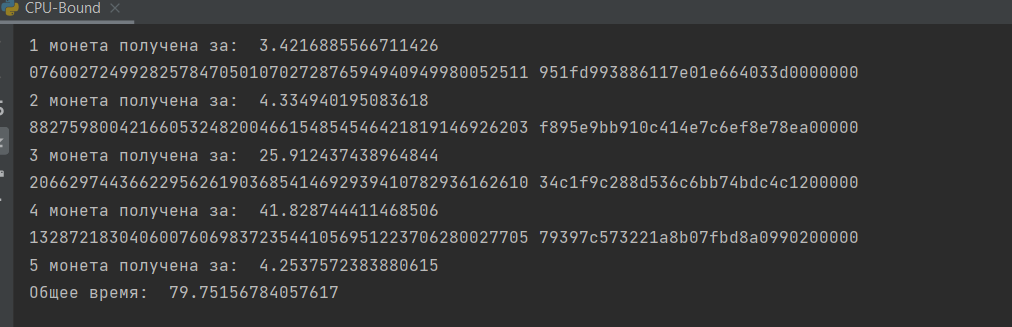 CPU-Bound
1 монета получена за:  3.4216885566711426
07600272499282578470501070272876594940949980052511 951fd993886117e01e664033d0000000
2 монета получена за:  4.334940195083618
88275980042166053248200466154854546421819146926203 f895e9bb910c414e7c6ef8e78ea00000
3 монета получена за:  25.912437438964844
20662974436622956261903685414692939410782936162610 34c1f9c288d536c6bb74bdc4c1200000
4 монета получена за:  41.828744411468506
13287218304060076069837235441056951223706280027705 79397c573221a8b07fbd8a0990200000
5 монета получена за:  4.2537572383880615
Общее время:  79.75156784057617